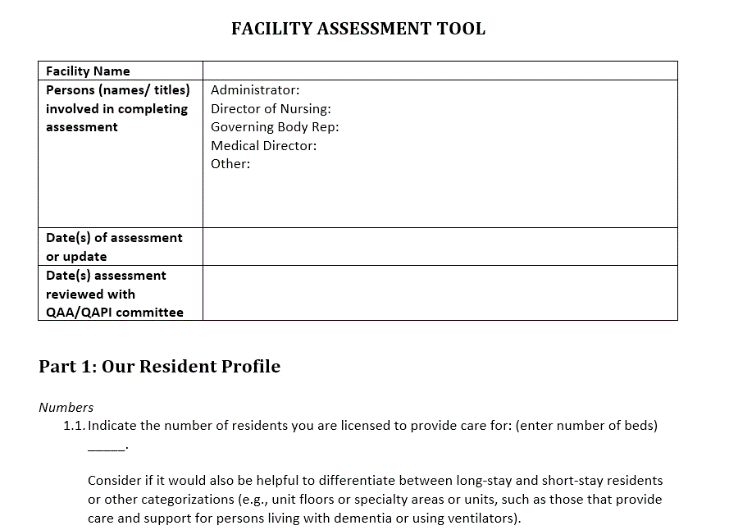 FACILITY ASSESSMENT TOOL
Facility Name
Persons (names/ titles)
involved in completing
assessment
Administrator:
Director of Nursing:
Governing Body Rep:
Medical Director:
Other:
Date(s) of assessment
or update
Date(s) assessment
reviewed with
QAA/QAPI committee
Part 1: Our Resident Profile
Numbers
1.1. Indicate the number of residents you are licensed to provide care for: (enter number of beds)
_____.
Consider if it would also be helpful to differentiate between long-stay and short-stay residents
or other categorizations (e.g., unit floors or specialty areas or units, such as those that provide
care and support for persons living with dementia or using ventilators).